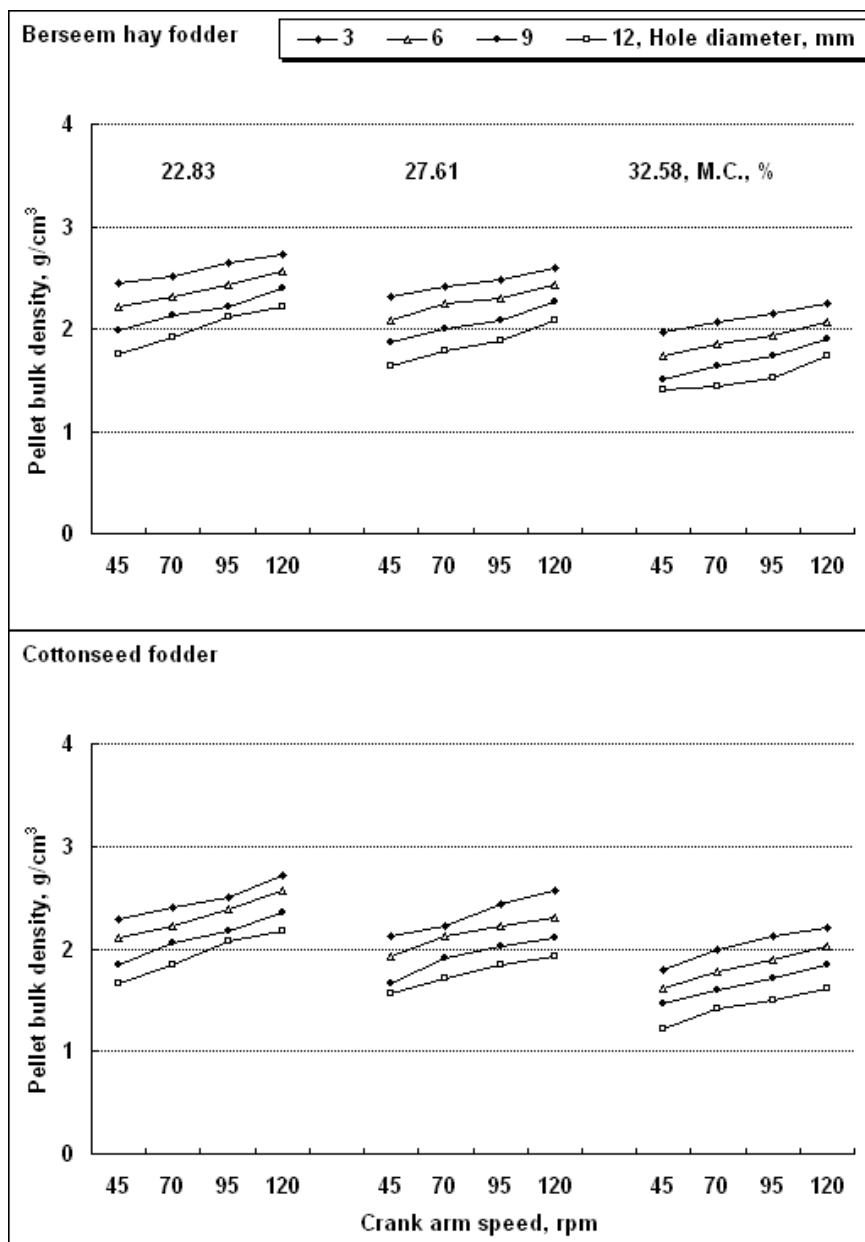 Berseem hay fodder
3 6 9 12, Hole diameter, mm
4
22.83 27.61 32.58, M.C., %
3
2
1
0
Pellet bulk density, g/cm³
45 70 95 120 45 70 95 120 45 70 95 120
Cottonseed fodder
4
3
2
1
0
Pellet bulk density, g/cm³
45 70 95 120 45 70 95 120 45 70 95 120
Crank arm speed, rpm